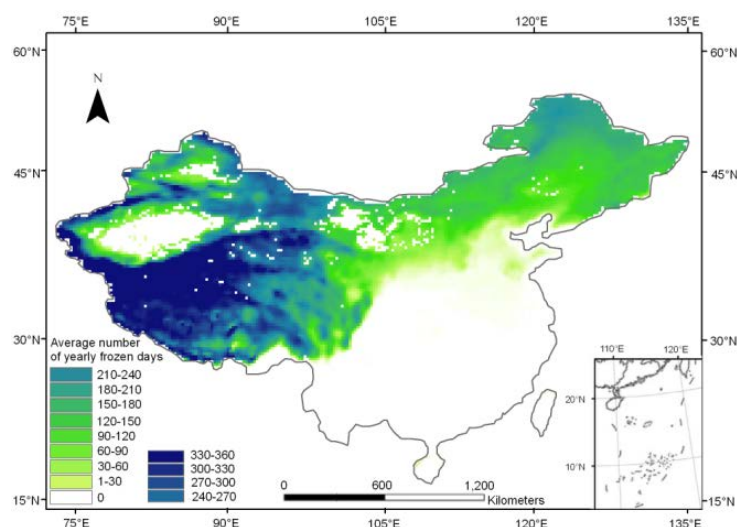 75°E 90°E 105°E 120°E 135°E
60°N 60°N
N
45°N 45°N
30°N 30°N
Average number
of yearly frozen days
210-240
180-210
150-180
120-150
90-120
60-90
30-60
1-30
0
330-360
300-330
270-300
240-270
0 600 1,200
Kilometers
110°E 120°E
20°N
10°N
15°N 15°N
75°E 90°E 105°E 120°E 135°E